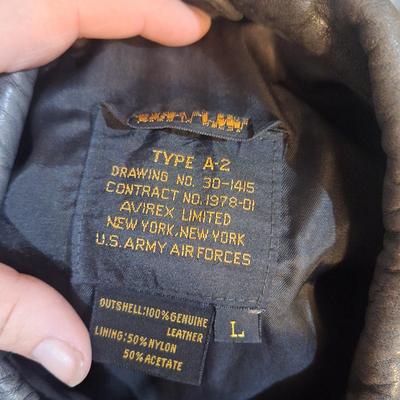 TYPE A-2
DRAWING NO. 30-1415
CONTRACT NO. 1978-01
AVIREX LIMITED
NEW YORK, NEW YORK
U.S. ARMY AIR FORCES
OUTSHELL:100%GENUINE
LEATHER
LINING:50%NYLON
50%ACETATE
L